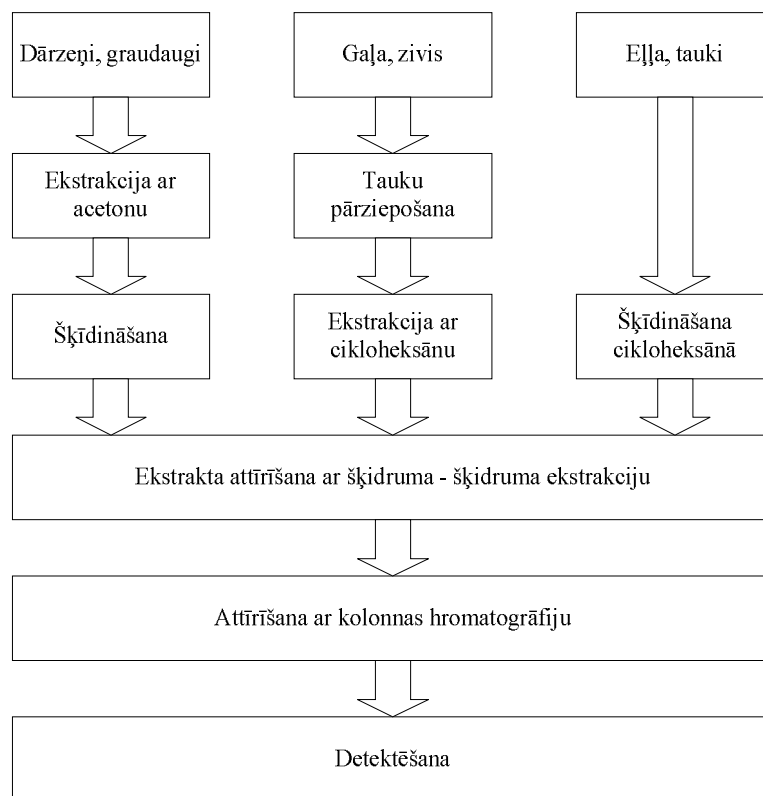 Dārzeņi, graudaugi
Gaļa, zivis
Eļļa, tauki
Ekstrakcija ar
acetonu
Tauku
pārziepošana
Šķīdināšana
Ekstrakcija ar
cikloheksānu
Šķīdināšana
cikloheksānā
Ekstrakta attīrīšana ar šķidruma - šķidruma ekstrakciju
Attīrīšana ar kolonnas hromatogrāfiju
Detektēšana